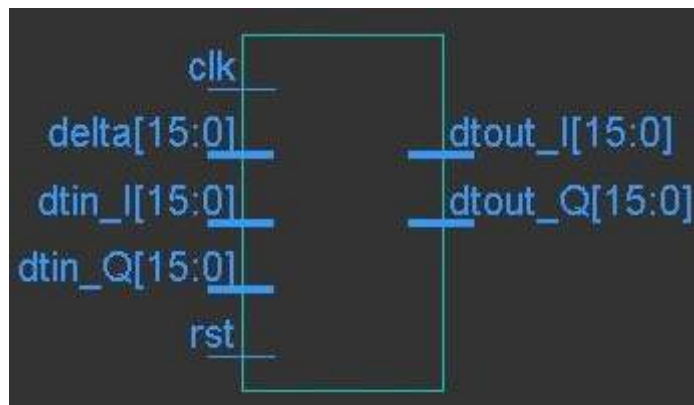 clk
delta[15:0]
dtout_I[15:0]
dtin_I[15:0]
dtout_Q[15:0]
dtin_Q[15:0]
rst